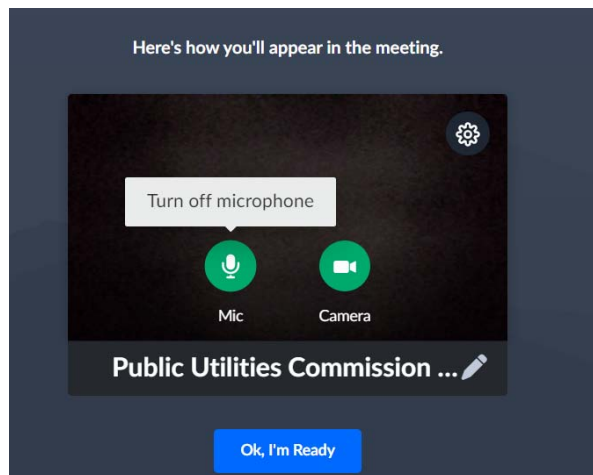 Here's how you'll appear in the meeting.
Turn off microphone
Mic Camera
Public Utilities Commission ...
Ok, I'm Ready